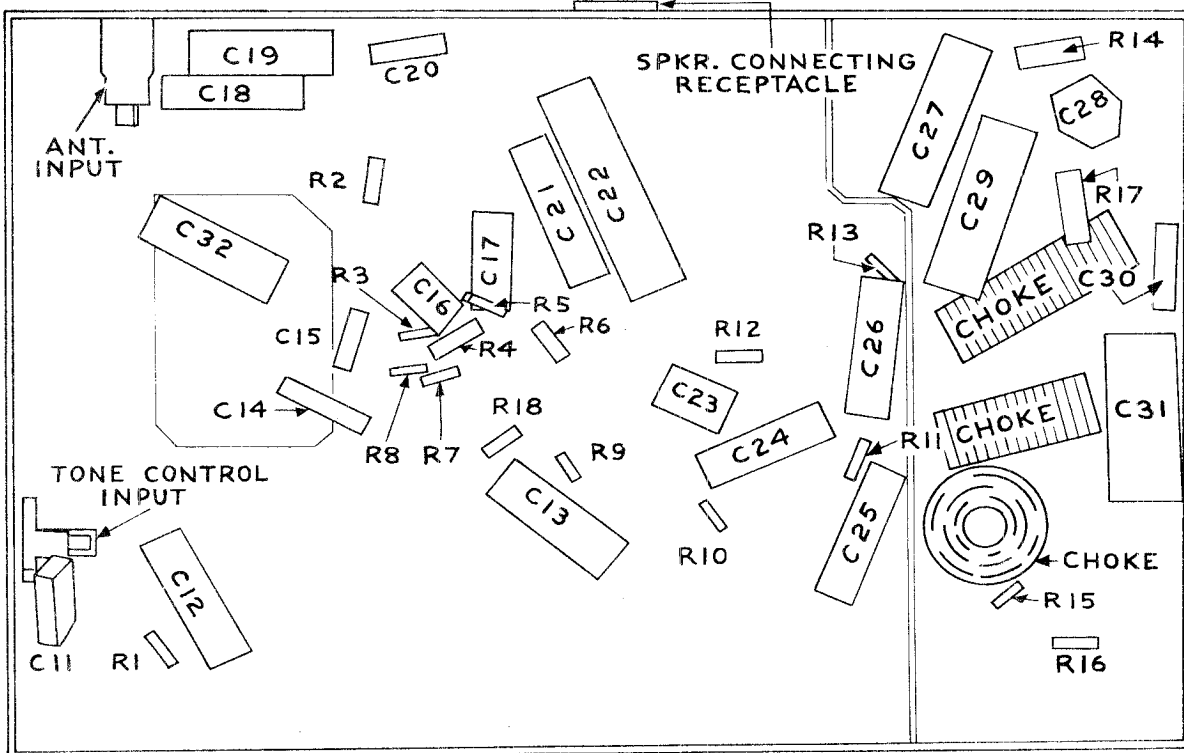 SPKR. CONNECTING
RECEPTACLE
R14
C19
C20
C18
C27
C28
ANT.
INPUT
R2
C21
C22
C29
R17
C32
C17
R13
R3
C16
R5
C30
CHOKE
C15
R4
R6
R12
C26
C23
C31
C14
R8
R7
R18
R9
C24
R11
CHOKE
TONE CONTROL
INPUT
C13
R10
C25
CHOKE
C12
R15
C11
R1
R16